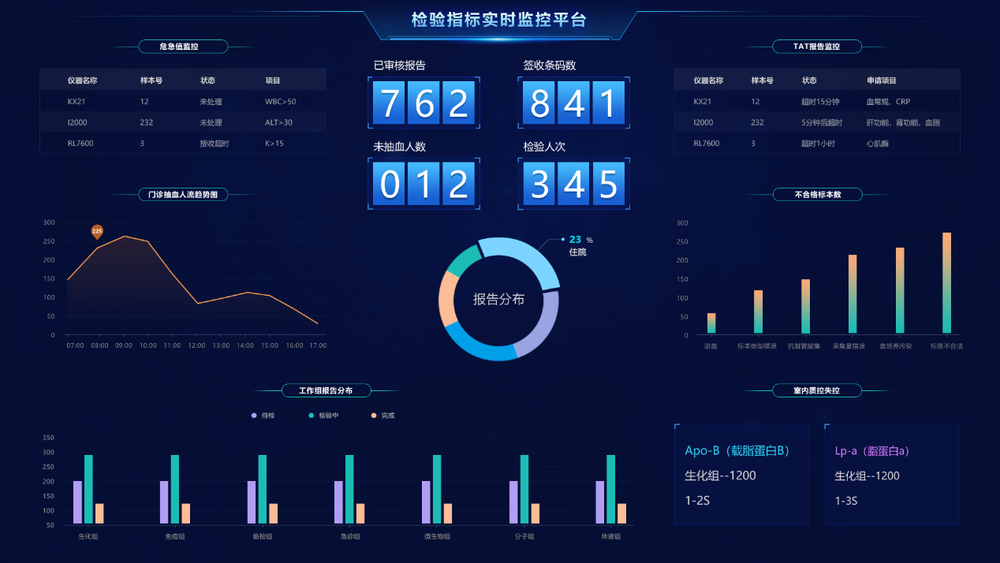 检验指标实时监控平台
危急值监控
仪器名称 样本号 状态 项目
KX21 12 未处理 WBC>50
I2000 232 未处理 ALT>30
RL7600 3 接收超时 K>15
已审核报告
762
签收条码数
841
未抽血人数
012
检验人次
345
TAT报告监控
仪器名称 样本号 状态 申请项目
KX21 12 超时15分钟 血常规，CRP
I2000 232 5分钟后超时 肝功能，肾功能，血脂
RL7600 3 超时1小时 心肌酶
门诊抽血人流趋势图
300
250
200
150
100
50
0
225
07:00 08:00 09:00 10:00 11:00 12:00 13:00 14:00 15:00 16:00 17:00
23 %
住院
报告分布
不合格标本数
300
250
200
150
100
50
0
溶血 标本类型错误 抗凝管凝集 采集量错误 血培养污染 标签不合法
工作组报告分布
待检 检验中 完成
350
300
250
200
150
100
50
生化组 免疫组 临检组 急诊组 微生物组 分子组 体液组
室内质控失控
Apo-B（载脂蛋白B）
生化组--1200
1-2S
Lp-a（脂蛋白a）
生化组--1200
1-3S